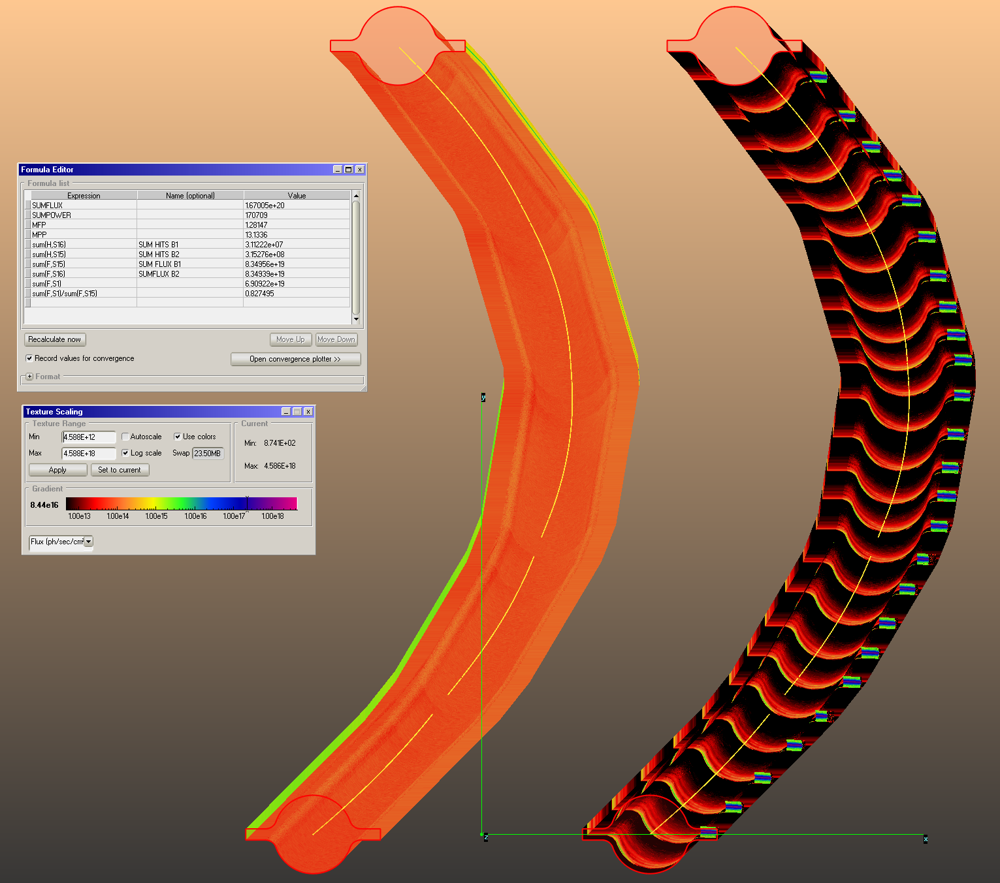 Formula Editor
Formula list
Expression Name (optional) Value
SUMFLUX 1.67005e+20
SUMPOWER 170709
MFP 1.28147
MPP 13.1336
sum(H,S16) SUM HITS B1 3.11222e+07
sum(H,S15) SUM HITS B2 3.15276e+08
sum(F,S15) SUM FLUX B1 8.34956e+19
sum(F,S16) SUMFLUX B2 8.34939e+19
sum(F,S1) 6.90922e+19
sum(F,S1)/sum(F,S15) 0.827495
Recalculate now Move Up Move Down
Record values for convergence Open convergence plotter >>
Format
Texture Scaling
Texture Range Current
Min 4.588E+12 Autoscale Use colors Min: 8.741E+02
Max 4.588E+18 Log scale Swap 23.50MB Max: 4.586E+18
Apply Set to current
Gradient
8.44e16
1.00e13 1.00e14 1.00e15 1.00e16 1.00e17 1.00e18
Flux (ph/sec/cm²
y
z
x